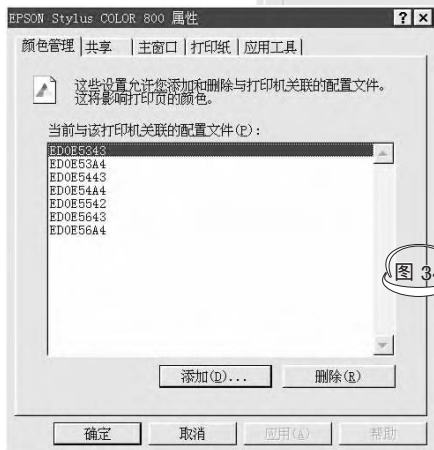 EPSON Stylus COLOR 800 属性
颜色管理 共享 主窗口 打印纸 应用工具
这些设置允许您添加和删除与打印机关联的配置文件。
这将影响打印页的颜色。
当前与该打印机关联的配置文件(P):
ED0E5343
ED0E53A4
ED0E5443
ED0E54A4
ED0E5542
ED0E5643
ED0E56A4
图 3
添加(D)... 删除(R)
确定 取消 应用(A) 帮助